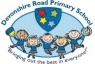 Devonshire Road Primary School
"Bringing out the best in everyone"